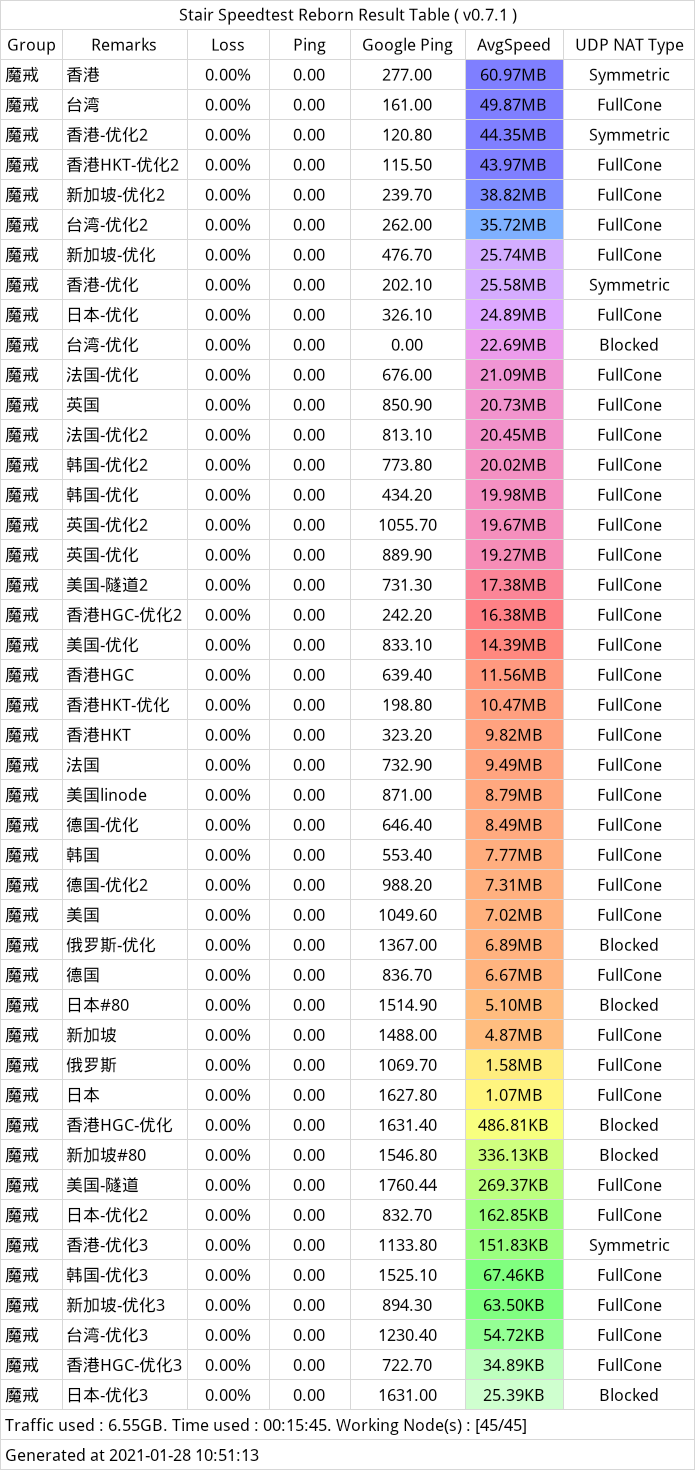 Stair Speedtest Reborn Result Table ( v0.7.1 )
Group Remarks Loss Ping Google Ping AvgSpeed UDP NAT Type
魔戒 香港 0.00% 0.00 277.00 60.97MB Symmetric
魔戒 台湾 0.00% 0.00 161.00 49.87MB FullCone
魔戒 香港-优化2 0.00% 0.00 120.80 44.35MB Symmetric
魔戒 香港HKT-优化2 0.00% 0.00 115.50 43.97MB FullCone
魔戒 新加坡-优化2 0.00% 0.00 239.70 38.82MB FullCone
魔戒 台湾-优化2 0.00% 0.00 262.00 35.72MB FullCone
魔戒 新加坡-优化 0.00% 0.00 476.70 25.74MB FullCone
魔戒 香港-优化 0.00% 0.00 202.10 25.58MB Symmetric
魔戒 日本-优化 0.00% 0.00 326.10 24.89MB FullCone
魔戒 台湾-优化 0.00% 0.00 0.00 22.69MB Blocked
魔戒 法国-优化 0.00% 0.00 676.00 21.09MB FullCone
魔戒 英国 0.00% 0.00 850.90 20.73MB FullCone
魔戒 法国-优化2 0.00% 0.00 813.10 20.45MB FullCone
魔戒 韩国-优化2 0.00% 0.00 773.80 20.02MB FullCone
魔戒 韩国-优化 0.00% 0.00 434.20 19.98MB FullCone
魔戒 英国-优化2 0.00% 0.00 1055.70 19.67MB FullCone
魔戒 英国-优化 0.00% 0.00 889.90 19.27MB FullCone
魔戒 美国-隧道2 0.00% 0.00 731.30 17.38MB FullCone
魔戒 香港HGC-优化2 0.00% 0.00 242.20 16.38MB FullCone
魔戒 美国-优化 0.00% 0.00 833.10 14.39MB FullCone
魔戒 香港HGC 0.00% 0.00 639.40 11.56MB FullCone
魔戒 香港HKT-优化 0.00% 0.00 198.80 10.47MB FullCone
魔戒 香港HKT 0.00% 0.00 323.20 9.82MB FullCone
魔戒 法国 0.00% 0.00 732.90 9.49MB FullCone
魔戒 美国linode 0.00% 0.00 871.00 8.79MB FullCone
魔戒 德国-优化 0.00% 0.00 646.40 8.49MB FullCone
魔戒 韩国 0.00% 0.00 553.40 7.77MB FullCone
魔戒 德国-优化2 0.00% 0.00 988.20 7.31MB FullCone
魔戒 美国 0.00% 0.00 1049.60 7.02MB FullCone
魔戒 俄罗斯-优化 0.00% 0.00 1367.00 6.89MB Blocked
魔戒 德国 0.00% 0.00 836.70 6.67MB FullCone
魔戒 日本#80 0.00% 0.00 1514.90 5.10MB Blocked
魔戒 新加坡 0.00% 0.00 1488.00 4.87MB FullCone
魔戒 俄罗斯 0.00% 0.00 1069.70 1.58MB FullCone
魔戒 日本 0.00% 0.00 1627.80 1.07MB FullCone
魔戒 香港HGC-优化 0.00% 0.00 1631.40 486.81KB Blocked
魔戒 新加坡#80 0.00% 0.00 1546.80 336.13KB Blocked
魔戒 美国-隧道 0.00% 0.00 1760.44 269.37KB FullCone
魔戒 日本-优化2 0.00% 0.00 832.70 162.85KB FullCone
魔戒 香港-优化3 0.00% 0.00 1133.80 151.83KB Symmetric
魔戒 韩国-优化3 0.00% 0.00 1525.10 67.46KB FullCone
魔戒 新加坡-优化3 0.00% 0.00 894.30 63.50KB FullCone
魔戒 台湾-优化3 0.00% 0.00 1230.40 54.72KB FullCone
魔戒 香港HGC-优化3 0.00% 0.00 722.70 34.89KB FullCone
魔戒 日本-优化3 0.00% 0.00 1631.00 25.39KB Blocked
Traffic used : 6.55GB. Time used : 00:15:45. Working Node(s) : [45/45]
Generated at 2021-01-28 10:51:13